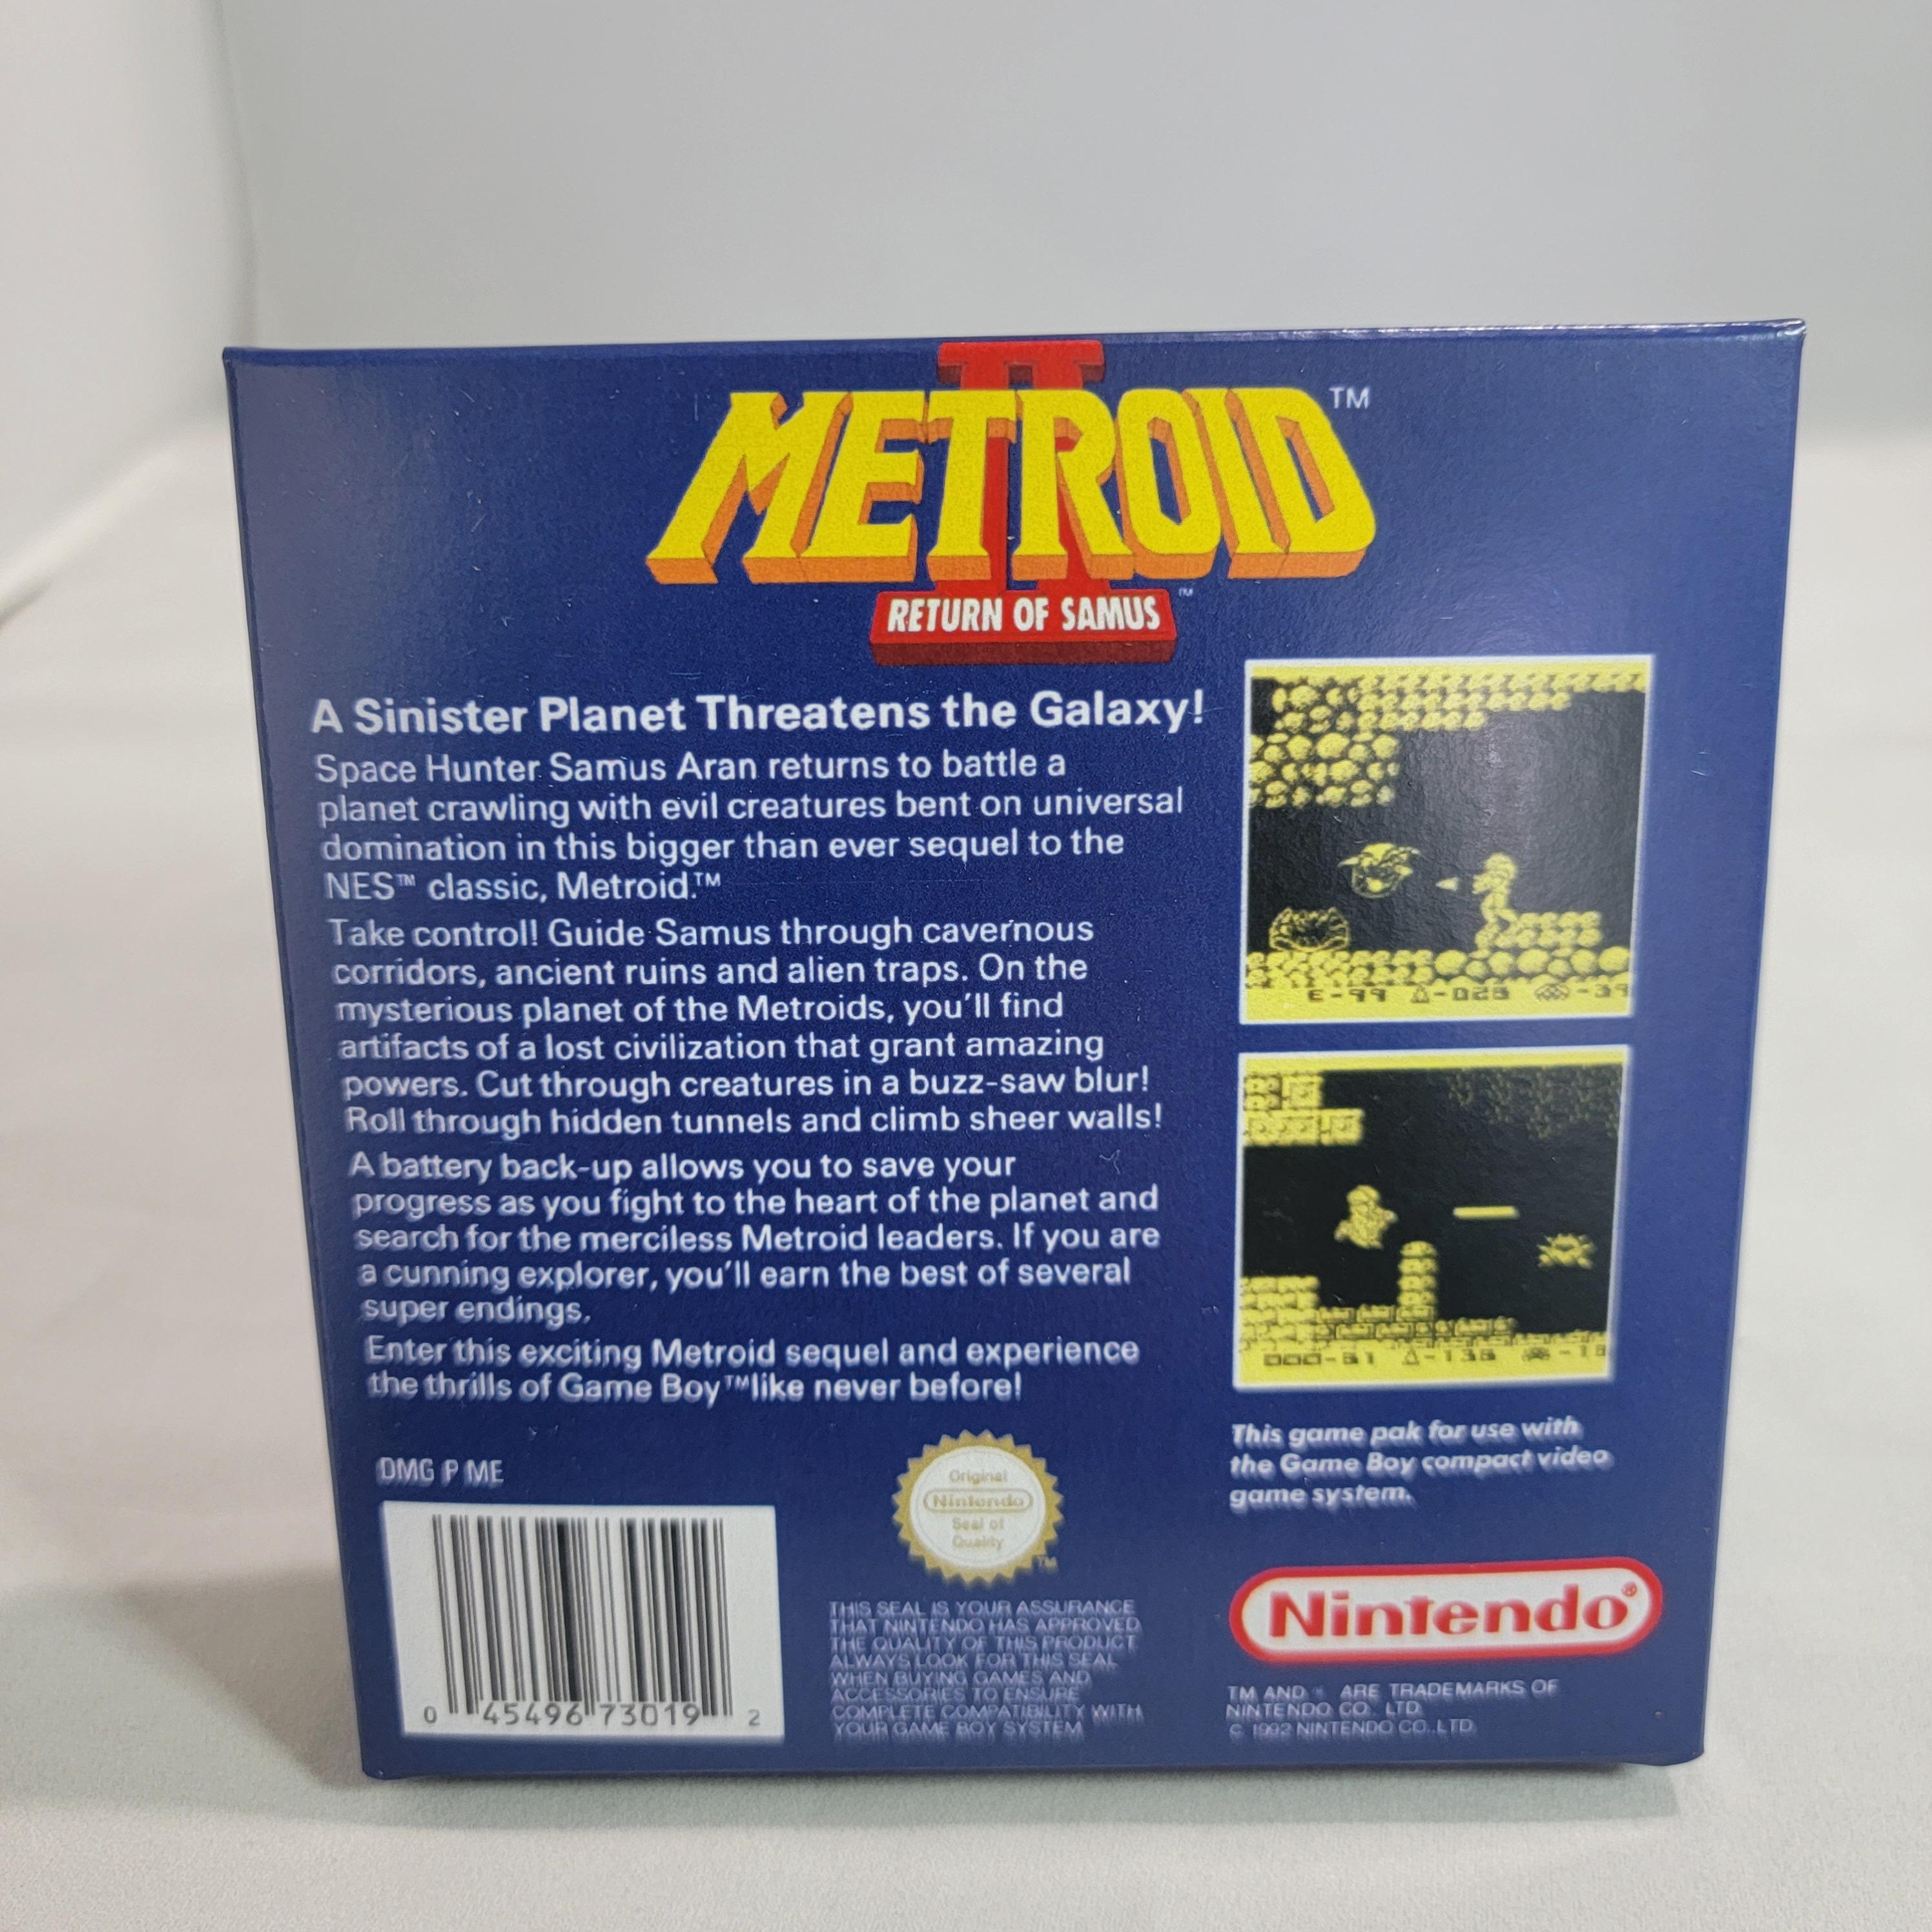 II
METROID™
RETURN OF SAMUS™
A Sinister Planet Threatens the Galaxy!
Space Hunter Samus Aran returns to battle a
planet crawling with evil creatures bent on universal
domination in this bigger than ever sequel to the
NES™ classic, Metroid.™
Take control! Guide Samus through cavernous
corridors, ancient ruins and alien traps. On the
mysterious planet of the Metroids, you'll find
artifacts of a lost civilization that grant amazing
powers. Cut through creatures in a buzz-saw blur!
Roll through hidden tunnels and climb sheer walls!
A battery back-up allows you to save your
progress as you fight to the heart of the planet and
search for the merciless Metroid leaders. If you are
a cunning explorer, you'll earn the best of several
super endings.
Enter this exciting Metroid sequel and experience
the thrills of Game Boy™ like never before!
E-99 -025 -39
-138 -18
This game pak for use with
the Game Boy compact video
game system.
DMG P ME
0 45496 73019 2
Original
Nintendo
Seal of
Quality
TM
THIS SEAL IS YOUR ASSURANCE
THAT NINTENDO HAS APPROVED
THE QUALITY OF THIS PRODUCT
ALWAYS LOOK FOR THIS SEAL
WHEN BUYING GAMES AND
ACCESSORIES TO ENSURE
COMPLETE COMPATIBILITY WITH
YOUR GAME BOY SYSTEM
Nintendo®
TM AND ® ARE TRADEMARKS OF
NINTENDO CO. LTD.
© 1992 NINTENDO CO.,LTD.